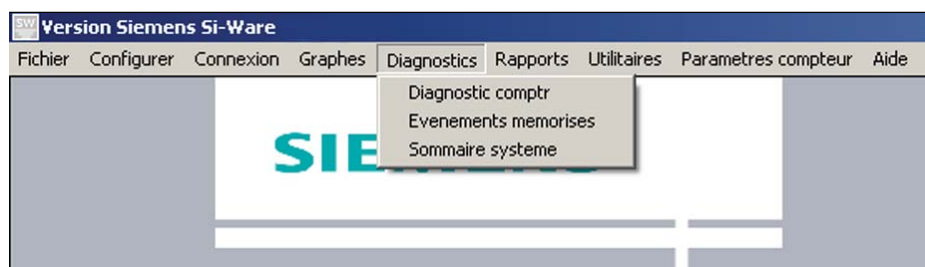 SW Version Siemens Si-Ware
Fichier Configurer Connexion Graphes Diagnostics Rapports Utilitaires Parametres compteur Aide
Diagnostic comptr
Evenements memorises
Sommaire systeme